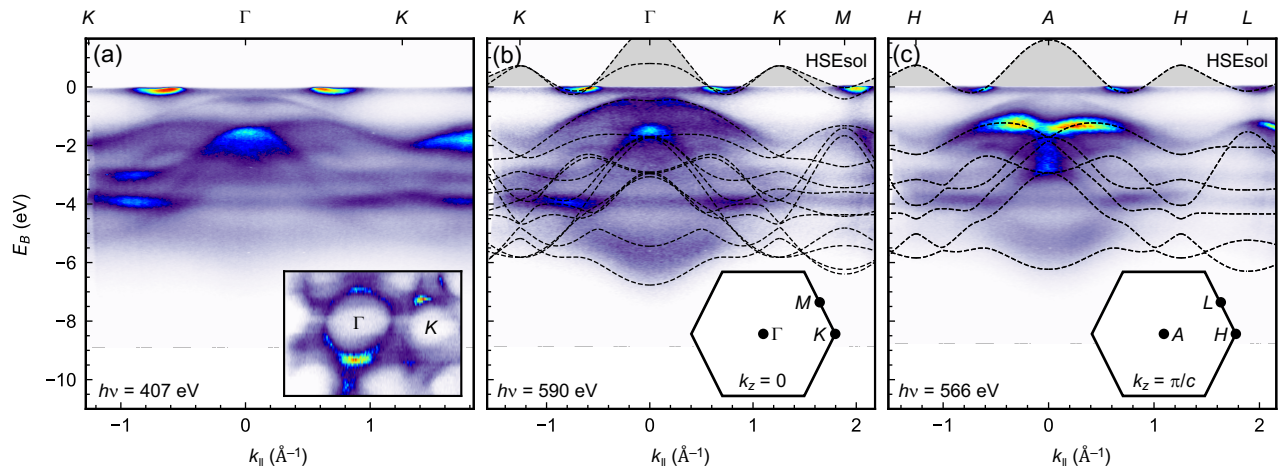 K Γ K
K Γ K M
H A H L
(a)
(b)
HSEsol
(c)
HSEsol
0
−2
−4
−6
−8
−10
E_B (eV)
Γ
K
hν = 407 eV
M
Γ
K
k_z = 0
hν = 590 eV
L
A
H
k_z = π/c
hν = 566 eV
−1 0 1
−1 0 1 2
−1 0 1 2
k_|| (Å⁻¹)
k_|| (Å⁻¹)
k_|| (Å⁻¹)